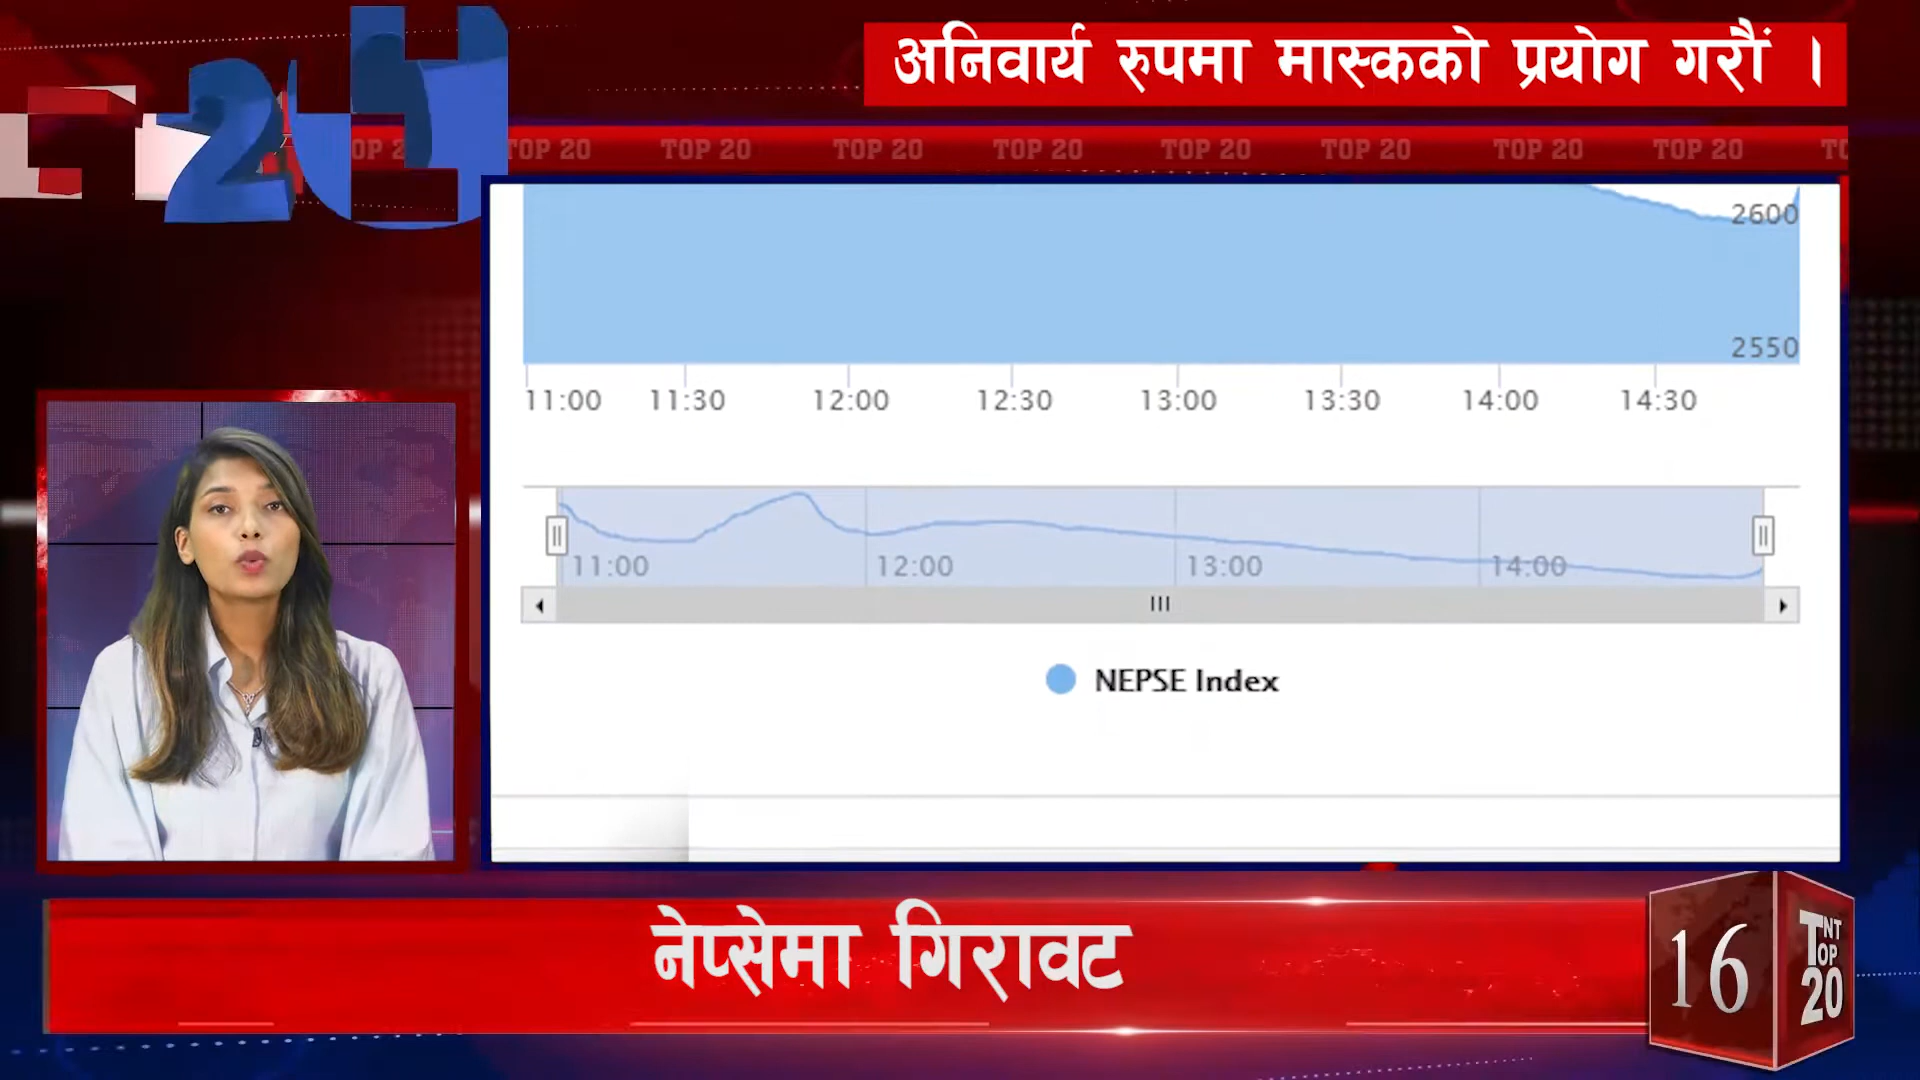 अनिवार्य रुपमा मास्कको प्रयोग गरौं ।
20
TOP 20 TOP 20 TOP 20 TOP 20 TOP 20 TOP 20 TOP 20 TOP 20
2600
2550
11:00 11:30 12:00 12:30 13:00 13:30 14:00 14:30
11:00 12:00 13:00 14:00
NEPSE Index
नेप्सेमा गिरावट
16
TNT
TOP
20